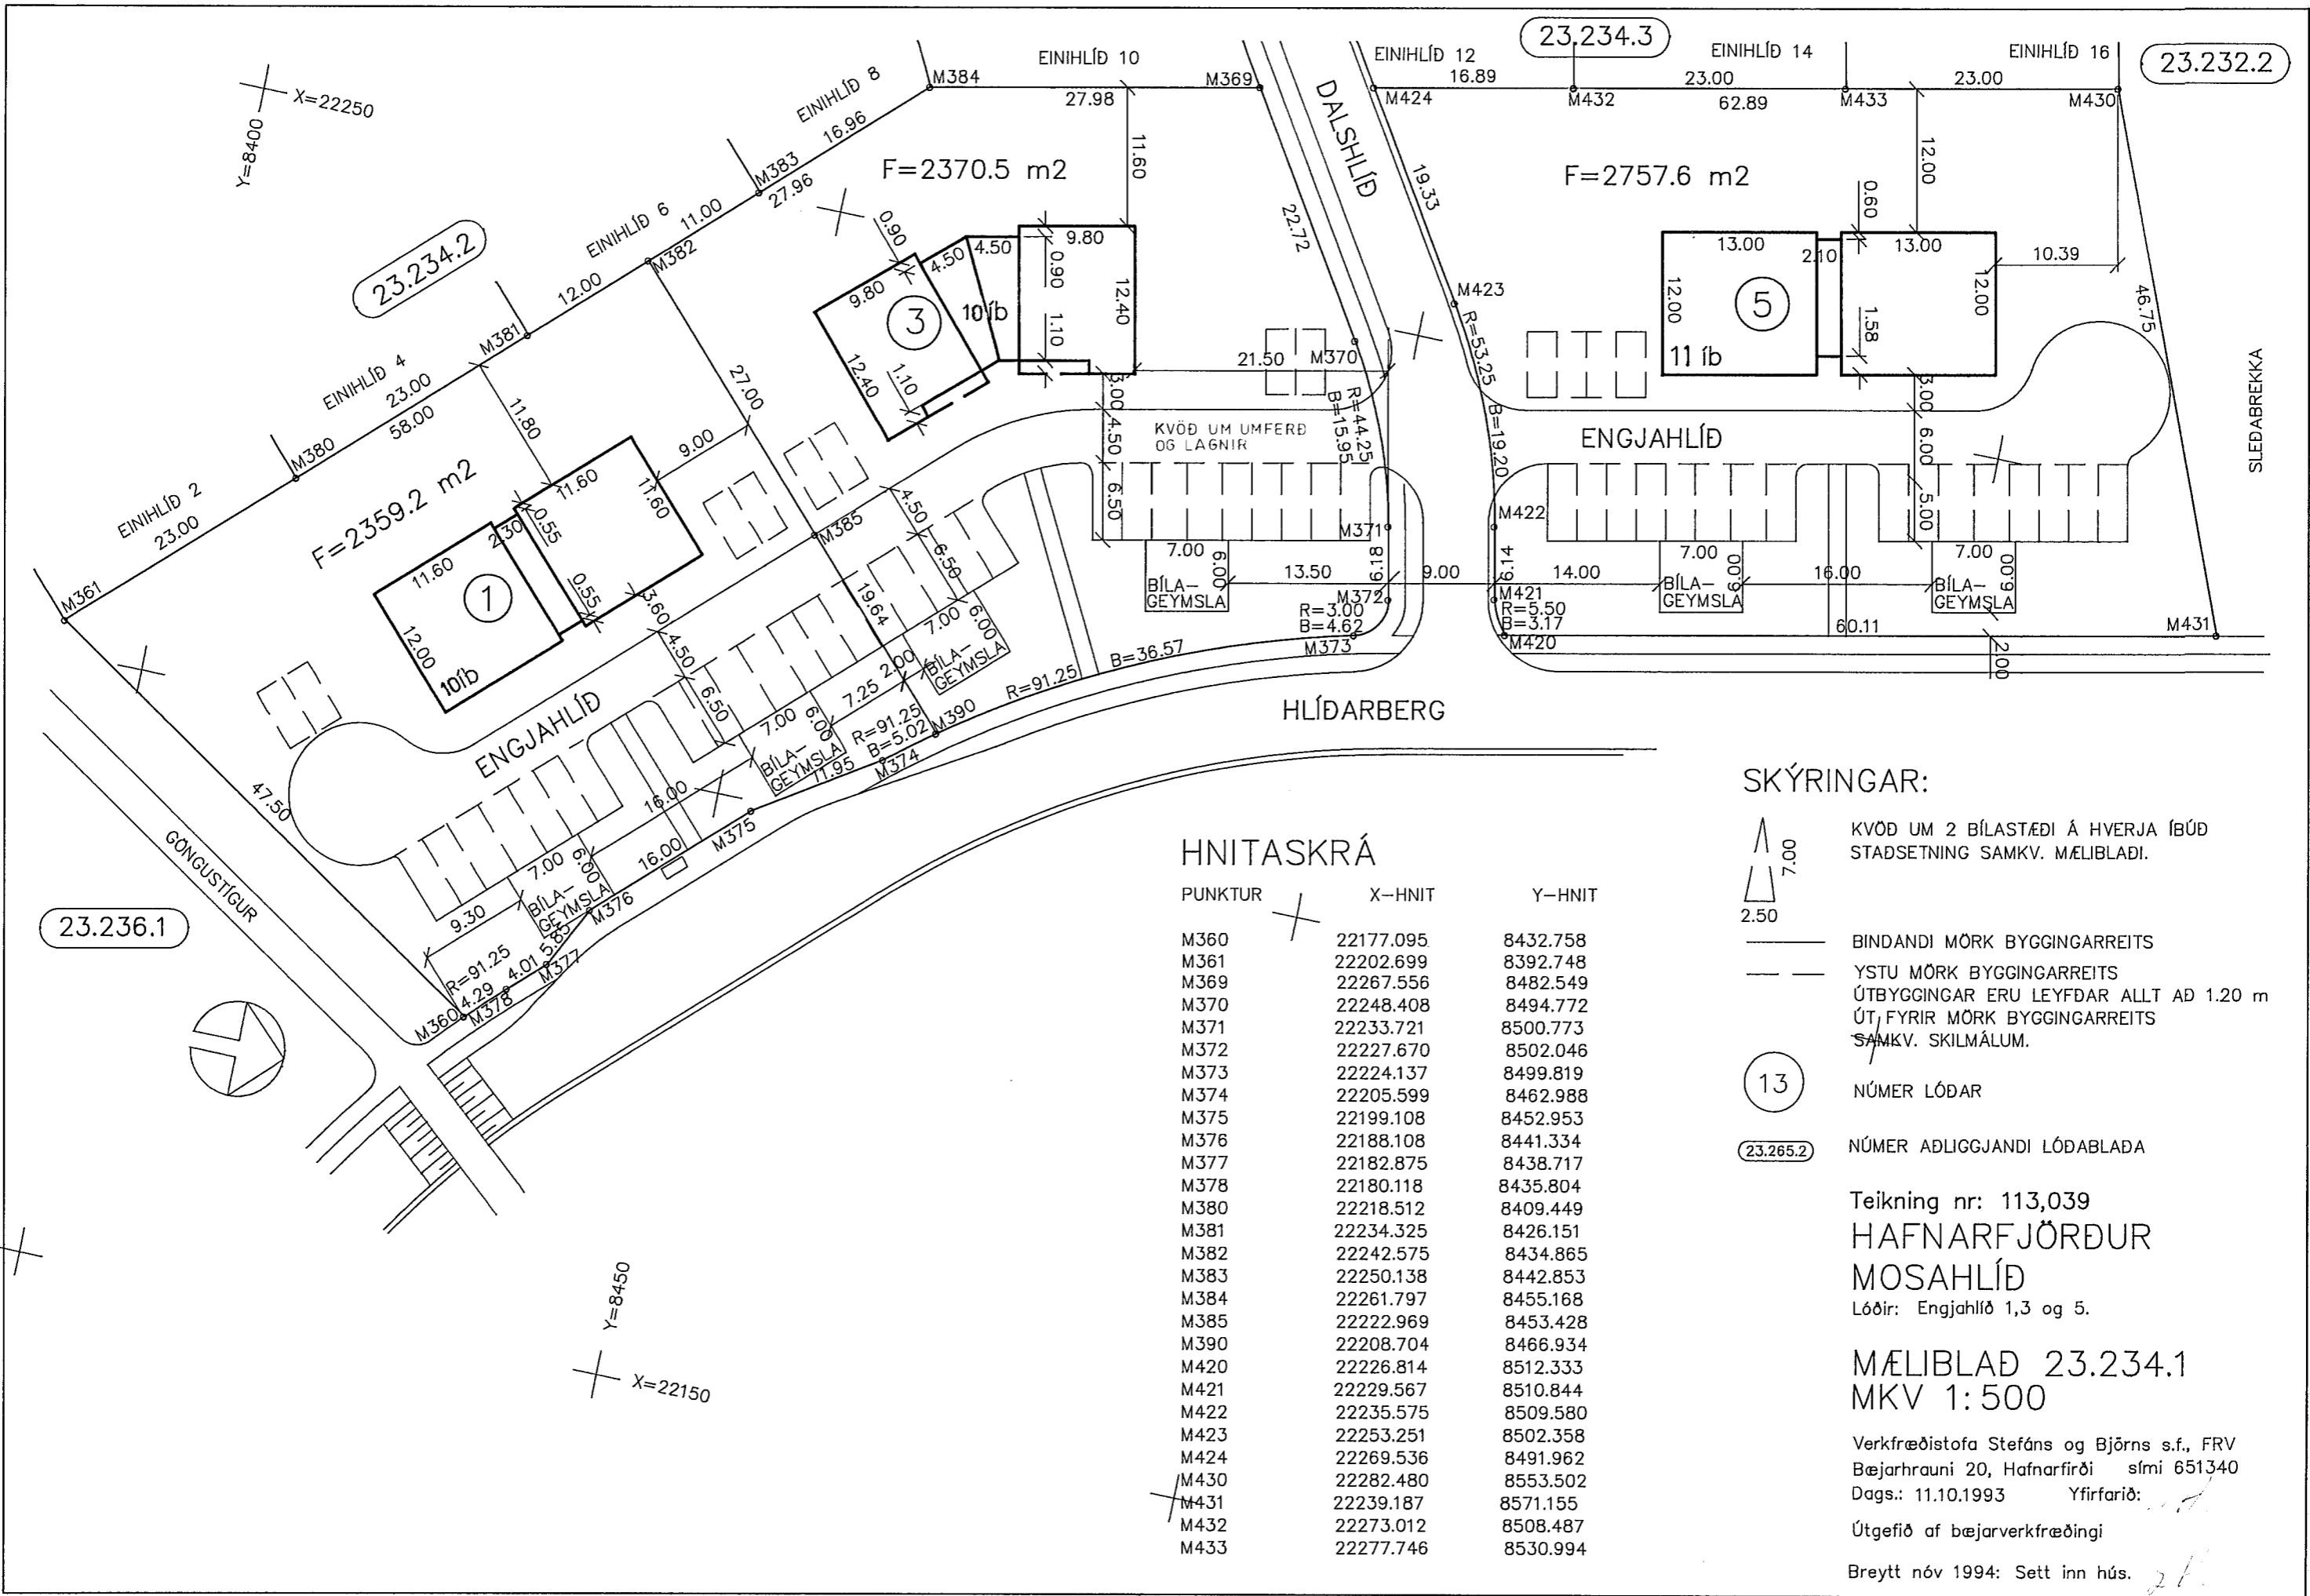 23.234.3
23.232.2
EINIHLÍÐ 10
EINIHLÍÐ 12
EINIHLÍÐ 14
EINIHLÍÐ 16
M384
27.98
M369
16.89
23.00
23.00
M424
M432
62.89
M433
M430
X=22250
Y=8400
EINIHLÍÐ 8
16.96
M383
27.96
EINIHLÍÐ 6
11.00
M382
12.00
23.234.2
M381
EINIHLÍÐ 4
23.00
58.00
M380
EINIHLÍÐ 2
23.00
M361
F=2370.5 m2
11.60
DALSHLÍÐ
22.72
19.33
F=2757.6 m2
12.00
0.60
0.90
4.50
4.50
9.80
0.90
12.40
1.10
9.80
3
10íb
12.40
1.10
13.00
2.10
13.00
10.39
12.00
5
11 íb
1.58
12.00
46.75
SLEÐABREKKA
M423
R=53.25
B=19.20
21.50
M370
R=44.25
B=15.95
3.00
4.50
6.50
KVÖÐ UM UMFERÐ
OG LAGNIR
ENGJAHLÍÐ
3.00
6.00
5.00
27.00
11.80
9.00
F=2359.2 m2
11.60
11.60
0.55
2.30
11.60
1
0.55
12.00
10íb
3.60
4.50
6.50
M385
4.50
6.50
19.64
M371
M422
7.00
6.00
BÍLA-
GEYMSLA
13.50
6.18
9.00
6.14
14.00
7.00
6.00
BÍLA-
GEYMSLA
16.00
7.00
6.00
BÍLA-
GEYMSLA
M372
R=3.00
B=4.62
M373
M421
R=5.50
B=3.17
M420
60.11
M431
2.00
7.00
6.00
2.00
BÍLA-
GEYMSLA
7.25
7.00
6.00
BÍLA-
GEYMSLA
R=91.25
B=36.57
R=91.25
B=5.02
M390
11.95
M374
HLÍÐARBERG
ENGJAHLÍÐ
47.50
GÖNGUSTÍGUR
23.236.1
16.00
16.00
M375
7.00
6.00
BÍLA-
GEYMSLA
9.30
M376
R=91.25
4.29
4.01
5.85
M377
M378
M360
Y=8450
X=22150
HNITASKRÁ
PUNKTUR X-HNIT Y-HNIT
M360 22177.095 8432.758
M361 22202.699 8392.748
M369 22267.556 8482.549
M370 22248.408 8494.772
M371 22233.721 8500.773
M372 22227.670 8502.046
M373 22224.137 8499.819
M374 22205.599 8462.988
M375 22199.108 8452.953
M376 22188.108 8441.334
M377 22182.875 8438.717
M378 22180.118 8435.804
M380 22218.512 8409.449
M381 22234.325 8426.151
M382 22242.575 8434.865
M383 22250.138 8442.853
M384 22261.797 8455.168
M385 22222.969 8453.428
M390 22208.704 8466.934
M420 22226.814 8512.333
M421 22229.567 8510.844
M422 22235.575 8509.580
M423 22253.251 8502.358
M424 22269.536 8491.962
M430 22282.480 8553.502
M431 22239.187 8571.155
M432 22273.012 8508.487
M433 22277.746 8530.994
SKÝRINGAR:
7.00
2.50
KVÖÐ UM 2 BÍLASTÆÐI Á HVERJA ÍBÚÐ
STAÐSETNING SAMKV. MÆLIBLAÐI.
BINDANDI MÖRK BYGGINGARREITS
YSTU MÖRK BYGGINGARREITS
ÚTBYGGINGAR ERU LEYFÐAR ALLT AÐ 1.20 m
ÚT FYRIR MÖRK BYGGINGARREITS
SAMKV. SKILMÁLUM.
13
NÚMER LÓÐAR
23.265.2
NÚMER AÐLIGGJANDI LÓÐABLAÐA
Teikning nr: 113,039
HAFNARFJÖRÐUR
MOSAHLÍÐ
Lóðir: Engjahlíð 1,3 og 5.
MÆLIBLAÐ 23.234.1
MKV 1:500
Verkfræðistofa Stefáns og Björns s.f., FRV
Bæjarhrauni 20, Hafnarfirði sími 651340
Dags.: 11.10.1993 Yfirfarið:
Útgefið af bæjarverkfræðingi
Breytt nóv 1994: Sett inn hús.